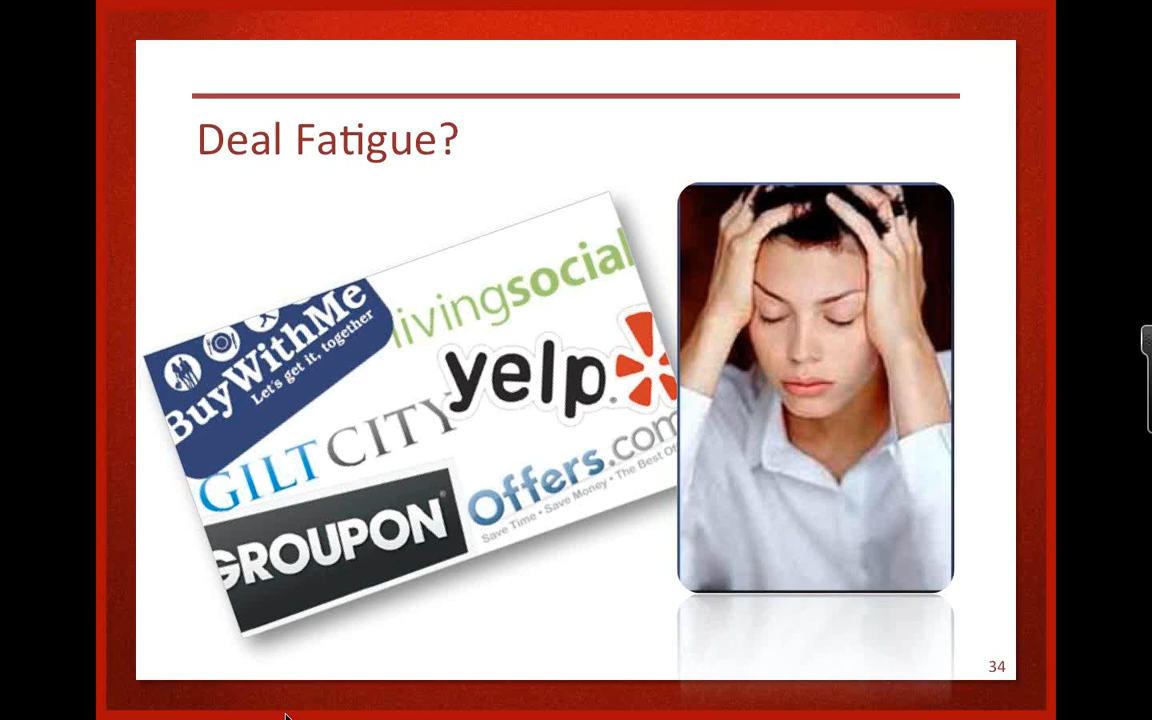 Deal Fatigue?
BuyWithMe
Let's get it, together
livingsocial
yelp
GILT CITY
Offers.com
Save Time • Save Money • The Best
GROUPON
34